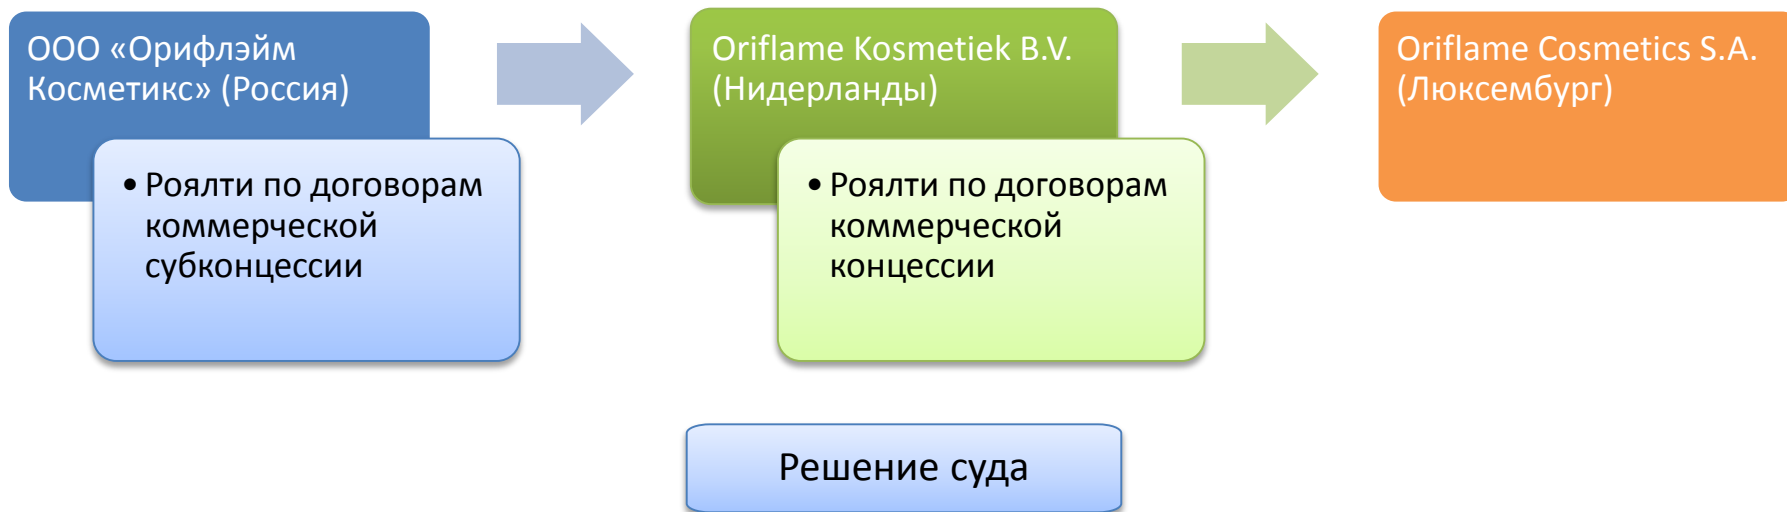 ООО «Орифлэйм
Косметикс» (Россия)
• Роялти по договорам
коммерческой
субконцессии
Oriflame Kosmetiek B.V.
(Нидерланды)
• Роялти по договорам
коммерческой
концессии
Oriflame Cosmetics S.A.
(Люксембург)
Решение суда